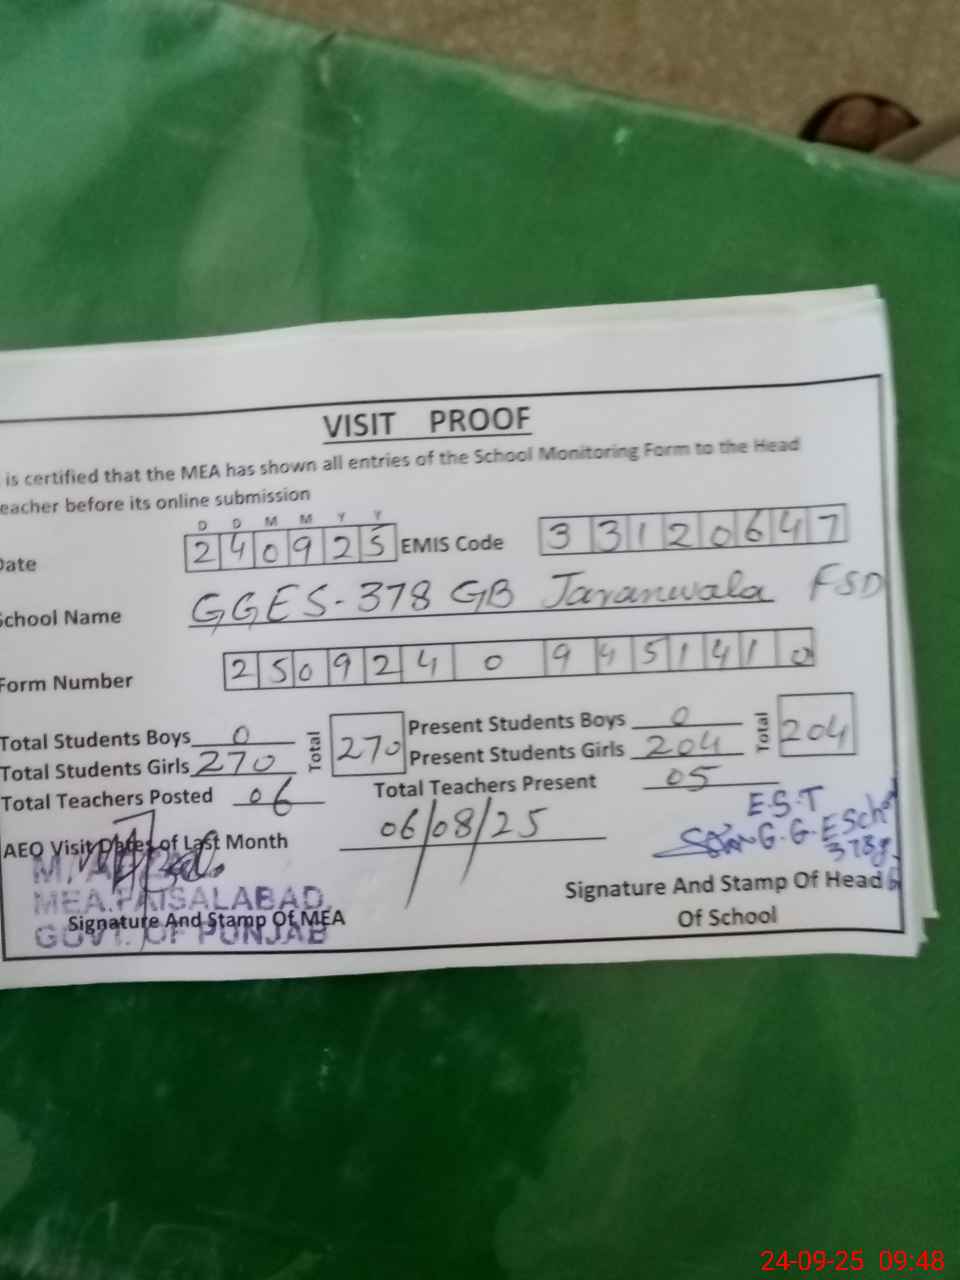 VISIT PROOF
is certified that the MEA has shown all entries of the School Monitoring Form to the Head
eacher before its online submission
D D M M Y Y
Date 240925 EMIS Code 33120647
School Name GGES-378 GB Jaranwala FSD
Form Number 25092409451410
Total Students Boys 0 Total 270 Present Students Boys 0 Total 204
Total Students Girls 270 Present Students Girls 204
Total Teachers Posted 06 Total Teachers Present 05
AEO Visit Dates of Last Month 06/08/25
E.S.T
G.G.E School
378
MEA.FAISALABAD.
GOVT. OF PUNJAB
Signature And Stamp Of MEA
Signature And Stamp Of Head
Of School
24-09-25 09:48